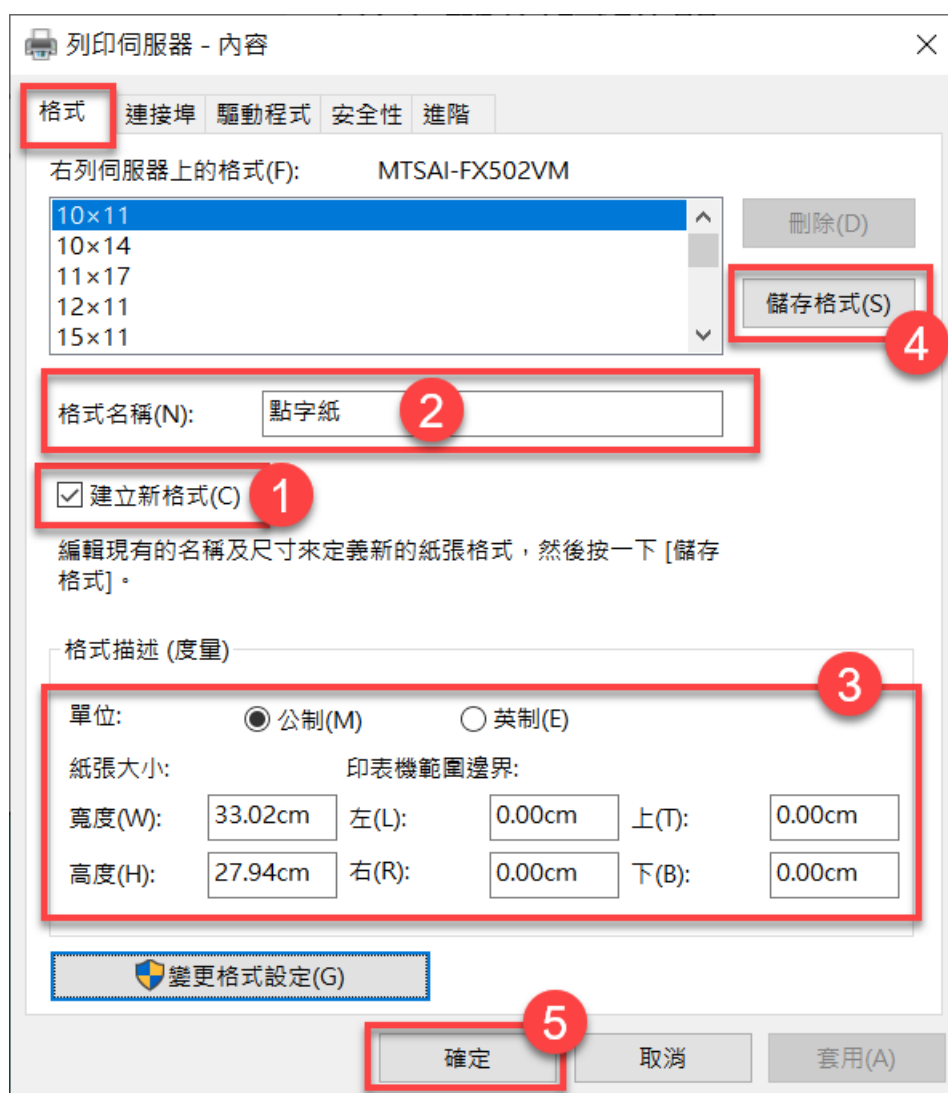 列印伺服器 - 內容
格式 連接埠 驅動程式 安全性 進階
右列伺服器上的格式(F): MTSAI-FX502VM
10×11
10×14
11×17
12×11
15×11
刪除(D)
儲存格式(S)
4
格式名稱(N): 點字紙 2
建立新格式(C) 1
編輯現有的名稱及尺寸來定義新的紙張格式，然後按一下 [儲存
格式]。
格式描述 (度量)
3
單位: 公制(M) 英制(E)
紙張大小: 印表機範圍邊界:
寬度(W): 33.02cm 左(L): 0.00cm 上(T): 0.00cm
高度(H): 27.94cm 右(R): 0.00cm 下(B): 0.00cm
變更格式設定(G)
5
確定 取消 套用(A)